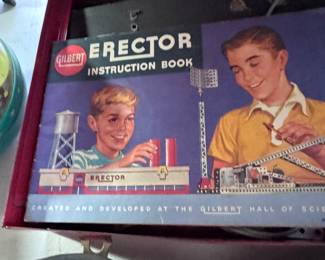 GILBERT
ERECTOR
INSTRUCTION BOOK
ERECTOR
CREATED AND DEVELOPED AT THE GILBERT HALL OF SCIE